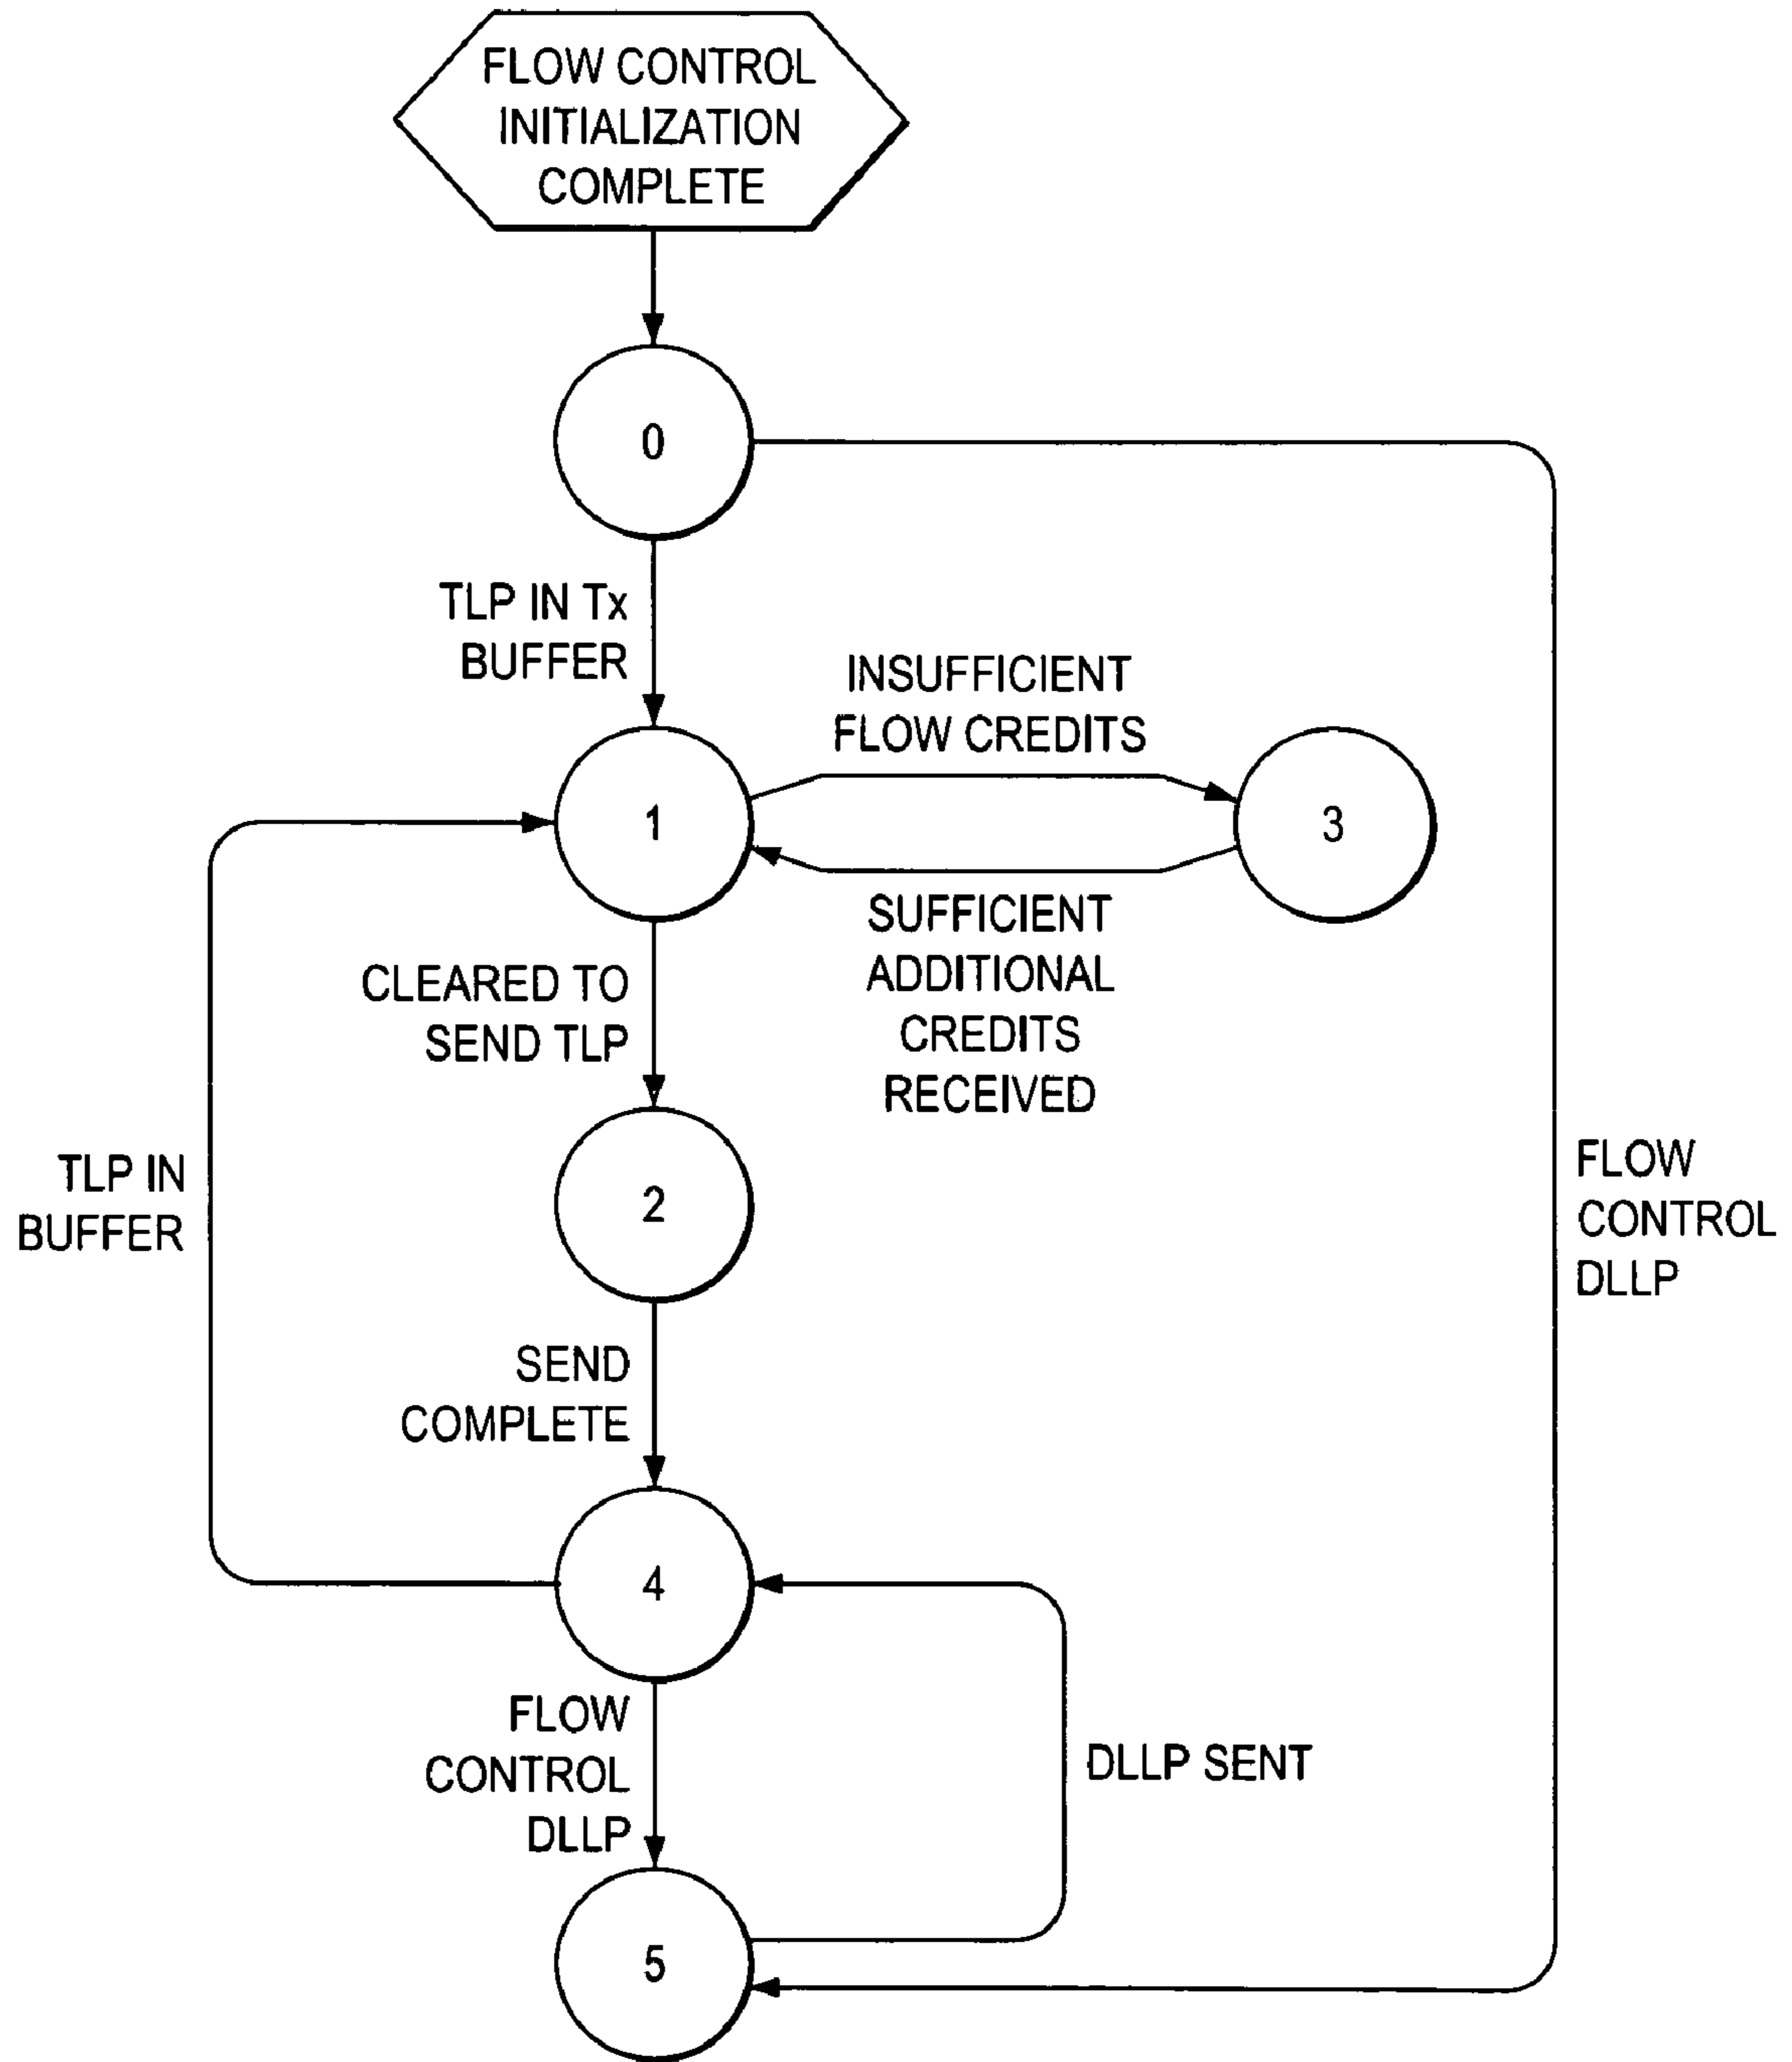 FLOW CONTROL
INITIALIZATION
COMPLETE
0
TLP IN Tx
BUFFER
INSUFFICIENT
FLOW CREDITS
1
3
SUFFICIENT
ADDITIONAL
CREDITS
RECEIVED
CLEARED TO
SEND TLP
TLP IN
BUFFER
2
FLOW
CONTROL
DLLP
SEND
COMPLETE
4
FLOW
CONTROL
DLLP
DLLP SENT
5